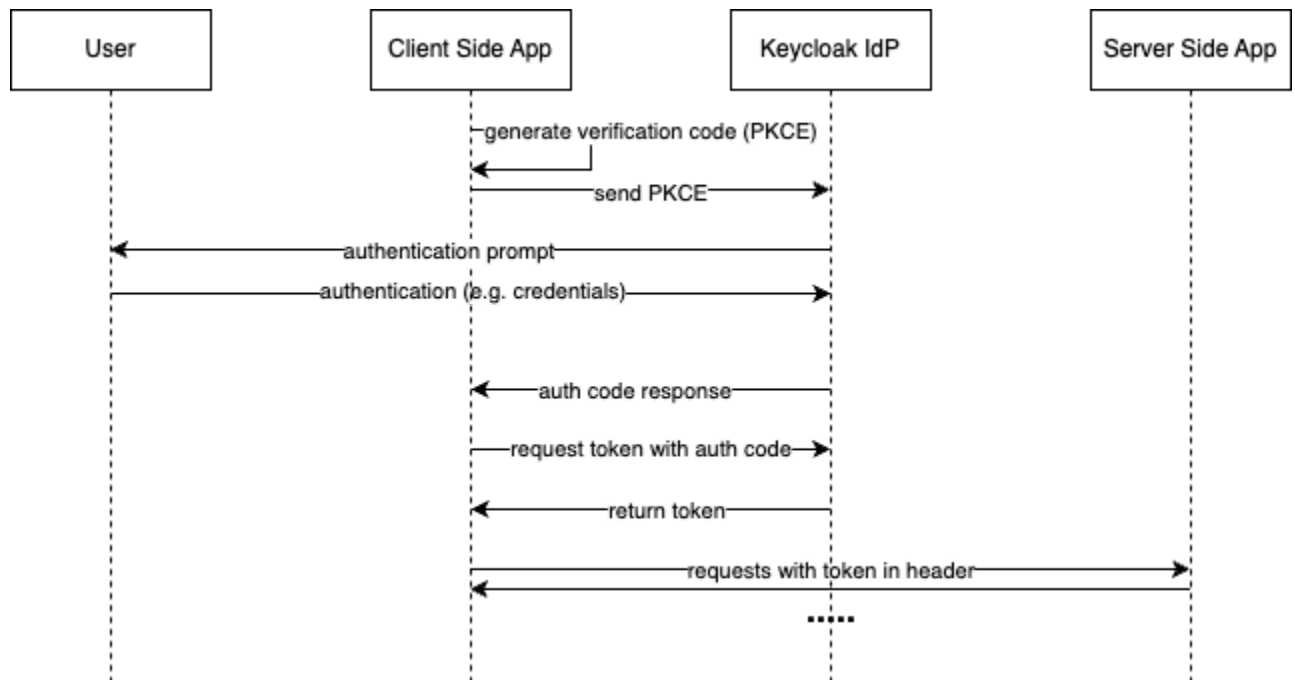 User
Client Side App
Keycloak IdP
Server Side App
generate verification code (PKCE)
send PKCE
authentication prompt
authentication (e.g. credentials)
auth code response
request token with auth code
return token
requests with token in header